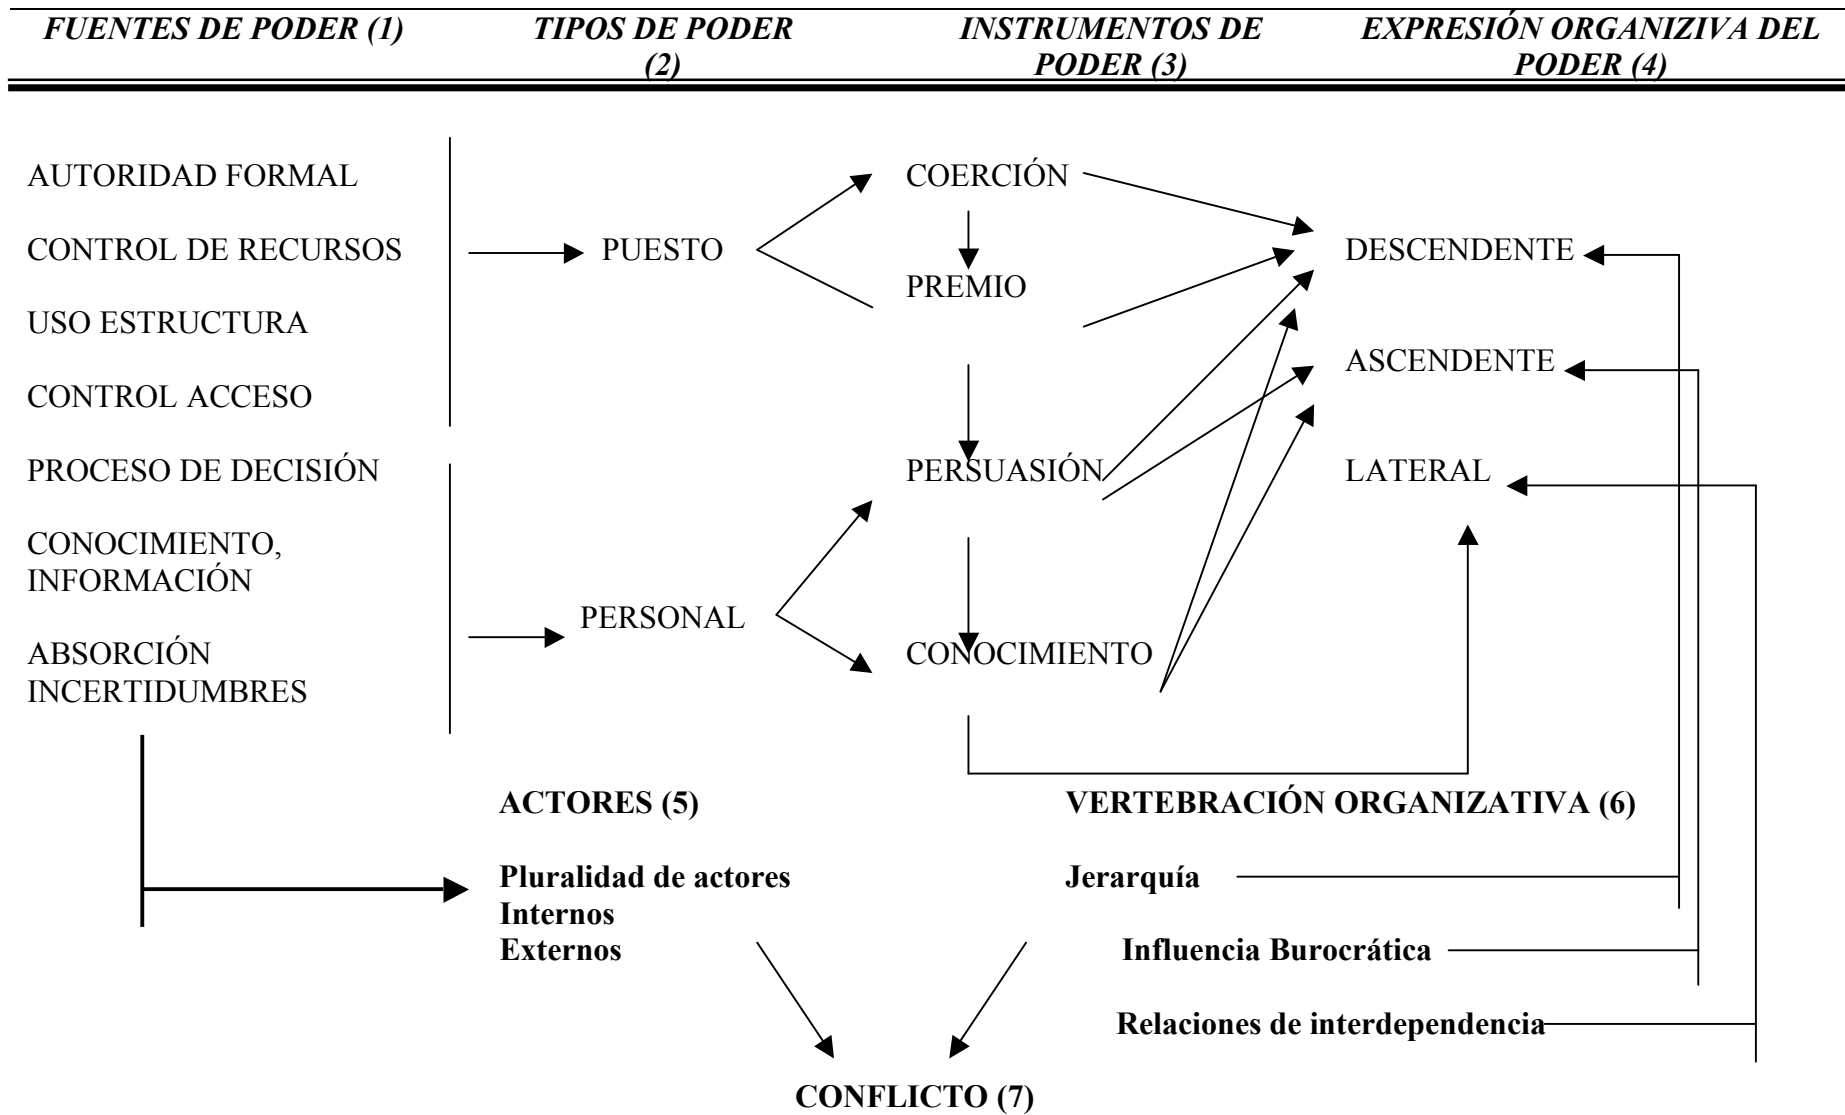 FUENTES DE PODER (1)
TIPOS DE PODER
(2)
INSTRUMENTOS DE
PODER (3)
EXPRESIÓN ORGANIZIVA DEL
PODER (4)
AUTORIDAD FORMAL
CONTROL DE RECURSOS
USO ESTRUCTURA
CONTROL ACCESO
PROCESO DE DECISIÓN
CONOCIMIENTO,
INFORMACIÓN
ABSORCIÓN
INCERTIDUMBRES
PUESTO
PERSONAL
COERCIÓN
PREMIO
PERSUASIÓN
CONOCIMIENTO
DESCENDENTE
ASCENDENTE
LATERAL
ACTORES (5)
Pluralidad de actores
Internos
Externos
VERTEBRACIÓN ORGANIZATIVA (6)
Jerarquía
Influencia Burocrática
Relaciones de interdependencia
CONFLICTO (7)